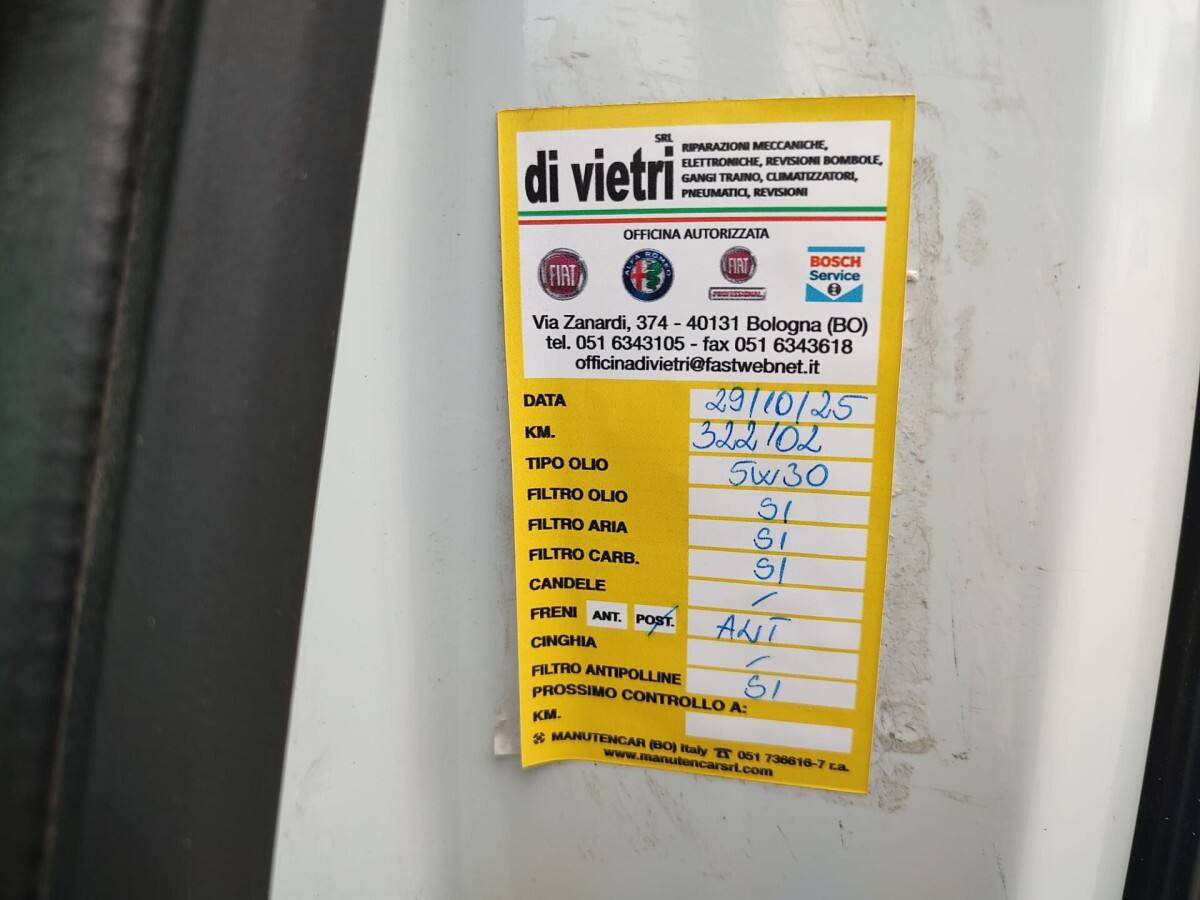 di vietri SRL
RIPARAZIONI MECCANICHE,
ELETTRONICHE, REVISIONI BOMBOLE,
GANGI TRAINO, CLIMATIZZATORI,
PNEUMATICI, REVISIONI
OFFICINA AUTORIZZATA
FIAT
ALFA ROMEO
FIAT
PROFESSIONAL
BOSCH
Service
Via Zanardi, 374 - 40131 Bologna (BO)
tel. 051 6343105 - fax 051 6343618
officinadivietri@fastwebnet.it
DATA 29/10/25
KM. 322102
TIPO OLIO 5W30
FILTRO OLIO SI
FILTRO ARIA SI
FILTRO CARB. SI
CANDELE -
FRENI ANT. POST. ANT
CINGHIA -
FILTRO ANTIPOLLINE SI
PROSSIMO CONTROLLO A:
KM.
MANUTENCAR (BO) Italy ☎ 051 736616-7 r.a.
www.manutencarsrl.com